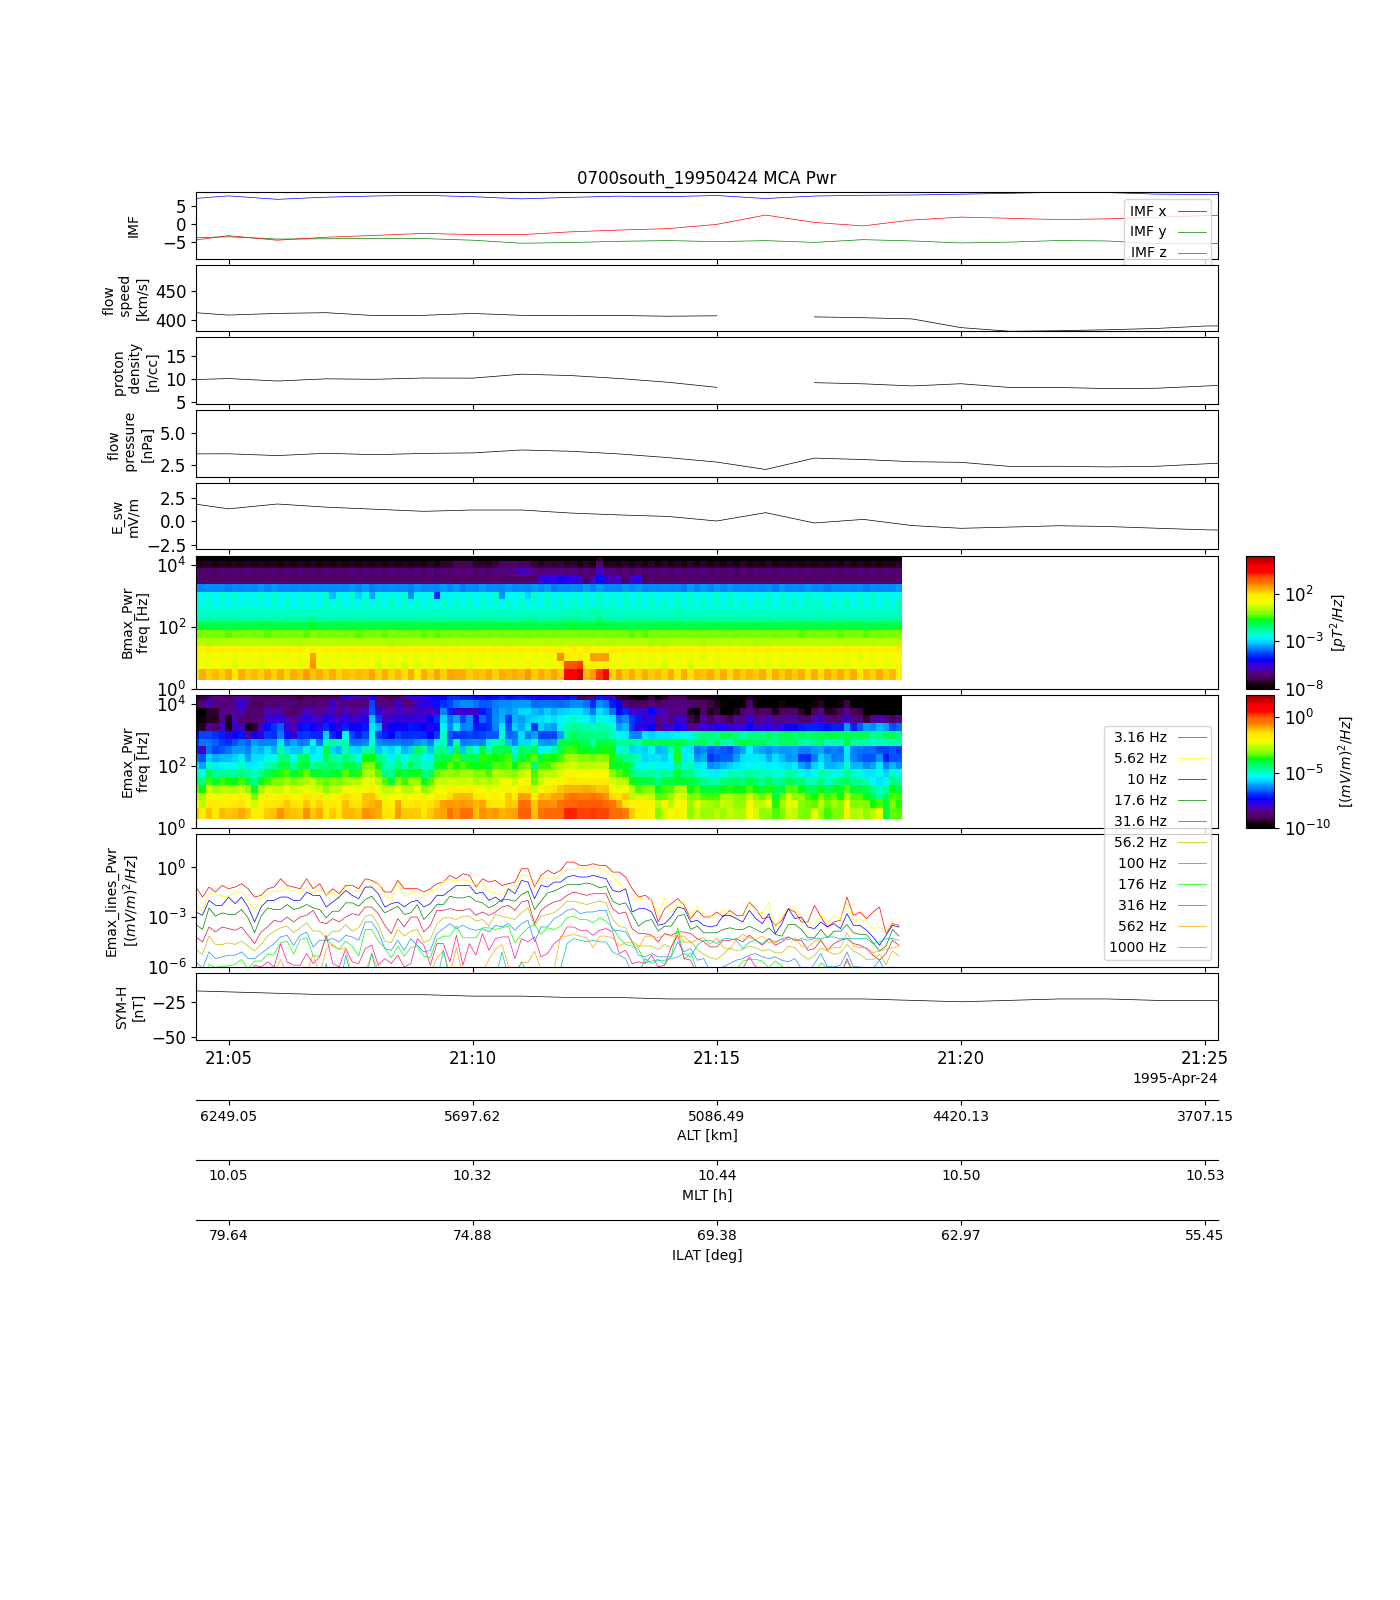 0700south_19950424 MCA Pwr
IMF
5
0
−5
IMF x
IMF y
IMF z
flow
speed
[km/s]
450
400
proton
density
[n/cc]
15
10
5
flow
pressure
[nPa]
5.0
2.5
E_sw
mV/m
2.5
0.0
−2.5
Bmax_Pwr
freq [Hz]
10^4
10^2
10^0
10^2
10^−3
10^−8
[pT^2/Hz]
Emax_Pwr
freq [Hz]
10^4
10^2
10^0
10^0
10^−5
10^−10
[(mV/m)^2/Hz]
3.16 Hz
5.62 Hz
10 Hz
17.6 Hz
31.6 Hz
56.2 Hz
100 Hz
176 Hz
316 Hz
562 Hz
1000 Hz
Emax_lines_Pwr
[(mV/m)^2/Hz]
10^0
10^−3
10^−6
SYM-H
[nT]
−25
−50
21:05 21:10 21:15 21:20 21:25
1995-Apr-24
6249.05 5697.62 5086.49 4420.13 3707.15
ALT [km]
10.05 10.32 10.44 10.50 10.53
MLT [h]
79.64 74.88 69.38 62.97 55.45
ILAT [deg]